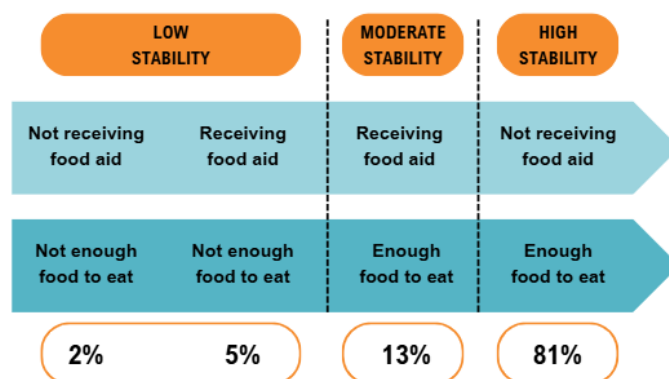 LOW
STABILITY
MODERATE
STABILITY
HIGH
STABILITY
Not receiving
food aid
Receiving
food aid
Receiving
food aid
Not receiving
food aid
Not enough
food to eat
Not enough
food to eat
Enough
food to eat
Enough
food to eat
2%
5%
13%
81%